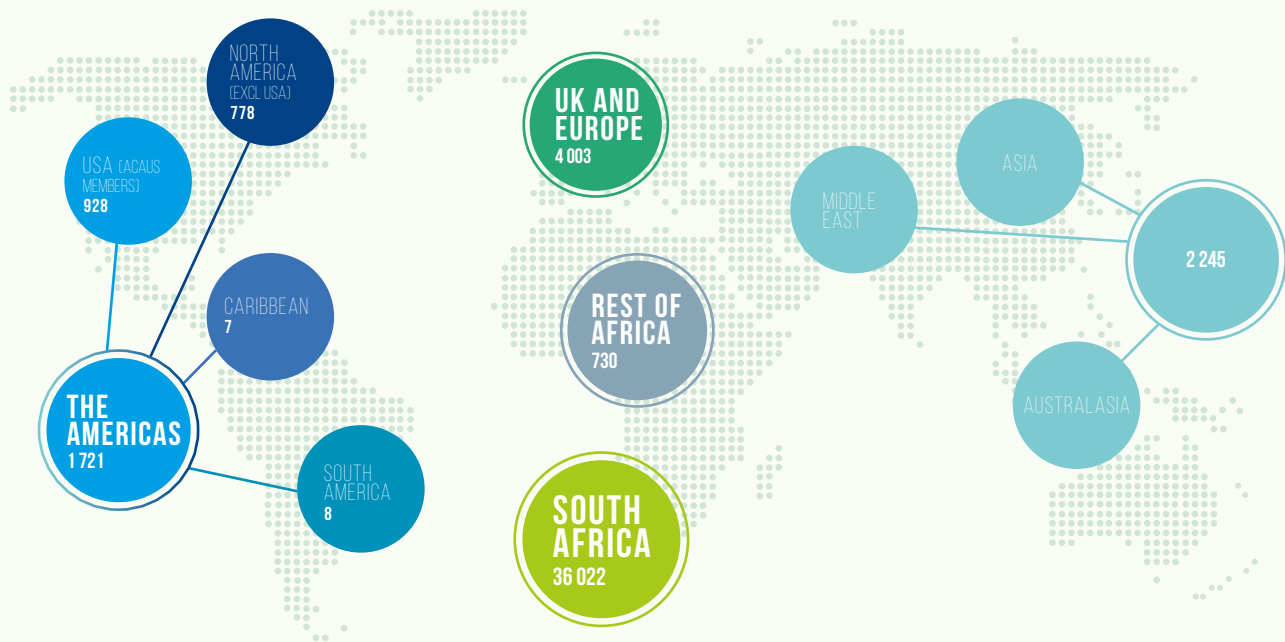 NORTH
AMERICA
(EXCL USA)
778
USA (ACAUS
MEMBERS)
928
CARIBBEAN
7
THE
AMERICAS
1 721
SOUTH
AMERICA
8
UK AND
EUROPE
4 003
REST OF
AFRICA
730
SOUTH
AFRICA
36 022
MIDDLE
EAST
ASIA
2 245
AUSTRALASIA